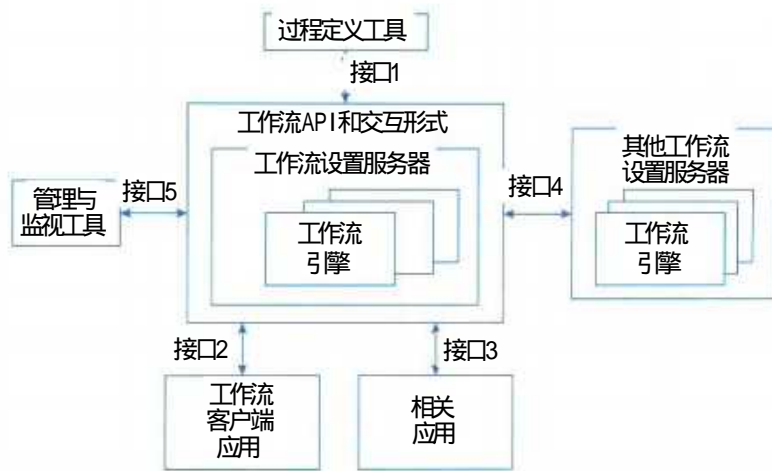 过程定义工具
接口1
工作流API和交互形式
工作流设置服务器
工作流
引擎
管理与
监视工具
接口5
接口4
其他工作流
设置服务器
工作流
引擎
接口2
接口3
工作流
客户端
应用
相关
应用